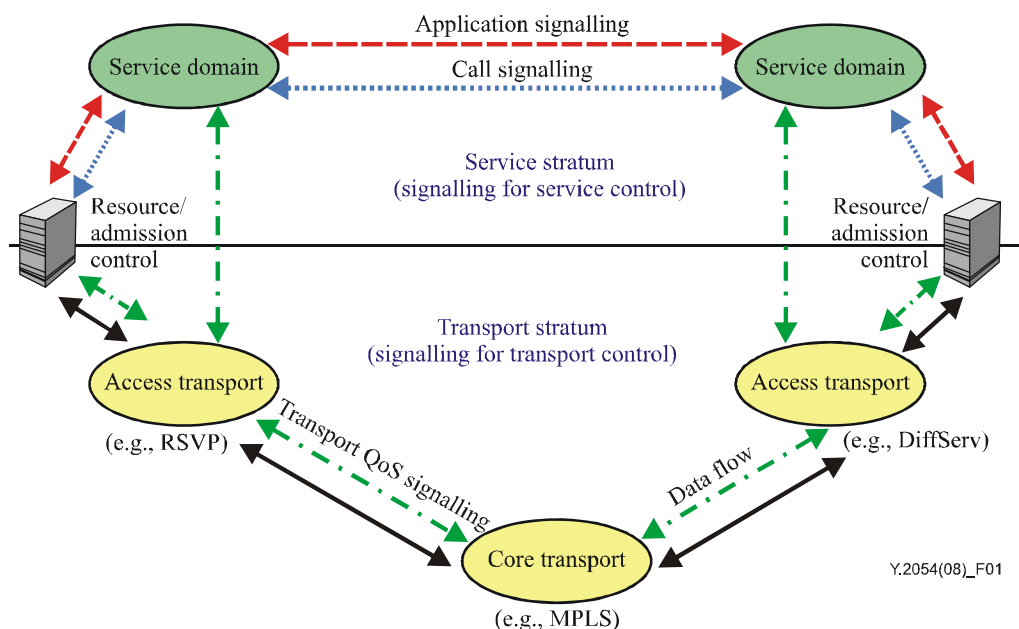 Application signalling
Service domain
Service domain
Call signalling
Service stratum
(signalling for service control)
Resource/
admission
control
Resource/
admission
control
Transport stratum
(signalling for transport control)
Access transport
Access transport
(e.g., RSVP)
(e.g., DiffServ)
Transport QoS signalling
Data flow
Core transport
(e.g., MPLS)
Y.2054(08)_F01